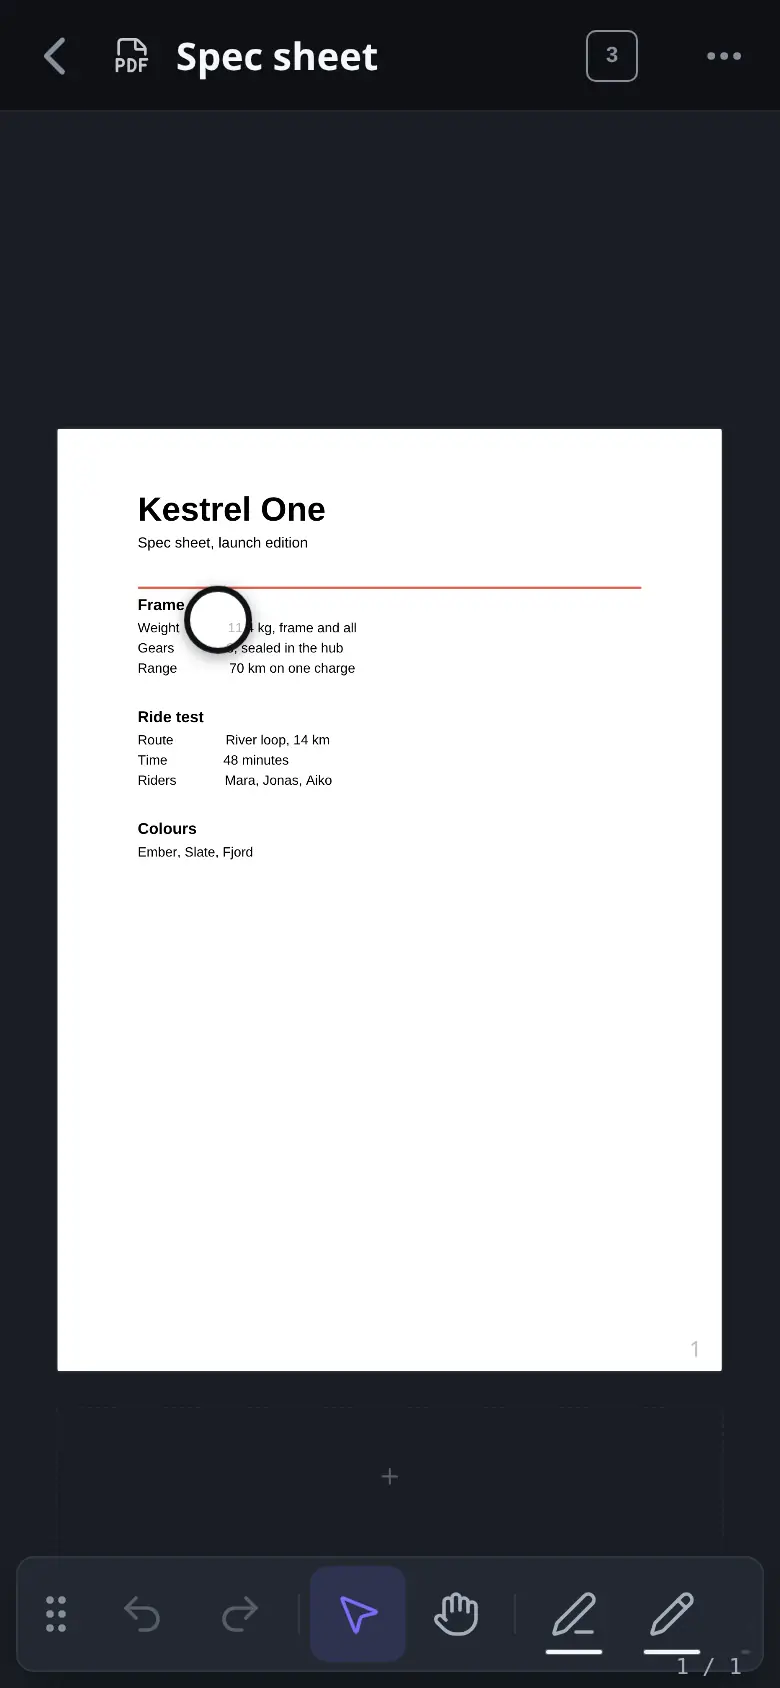 PDF Spec sheet 3
Kestrel One
Spec sheet, launch edition
Frame
Weight kg, frame and all
Gears sealed in the hub
Range 70 km on one charge
Ride test
Route River loop, 14 km
Time 48 minutes
Riders Mara, Jonas, Aiko
Colours
Ember, Slate, Fjord
1
1 / 1